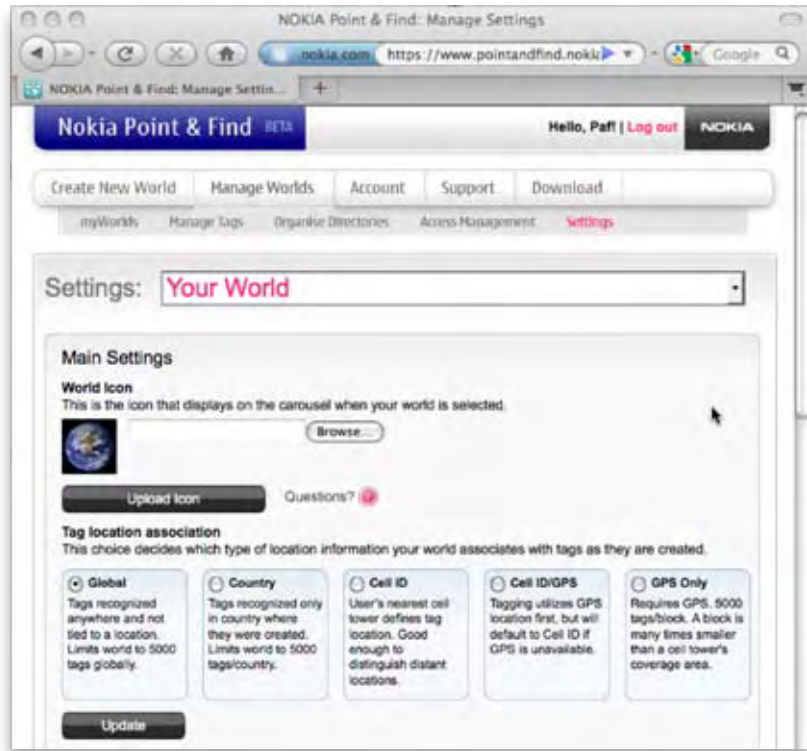 NOKIA Point & Find: Manage Settings
nokia.com https://www.pointandfind.nokia
Google
NOKIA Point & Find: Manage Settin... +
Nokia Point & Find BETA
Hello, Paf! | Log out NOKIA
Create New World Manage Worlds Account Support Download
myWorlds Manage Tags Organise Directories Access Management Settings
Settings: Your World
Main Settings
World Icon
This is the icon that displays on the carousel when your world is selected.
Browse...
Upload Icon Questions?
Tag location association
This choice decides which type of location information your world associates with tags as they are created.
Global
Tags recognized
anywhere and not
tied to a location.
Limits world to 5000
tags globally.
Country
Tags recognized only
in country where
they were created.
Limits world to 5000
tags/country.
Cell ID
User's nearest cell
tower defines tag
location. Good
enough to
distinguish distant
locations.
Cell ID/GPS
Tagging utilizes GPS
location first, but will
default to Cell ID if
GPS is unavailable.
GPS Only
Requires GPS. 5000
tags/block. A block is
many times smaller
than a cell tower's
coverage area.
Update